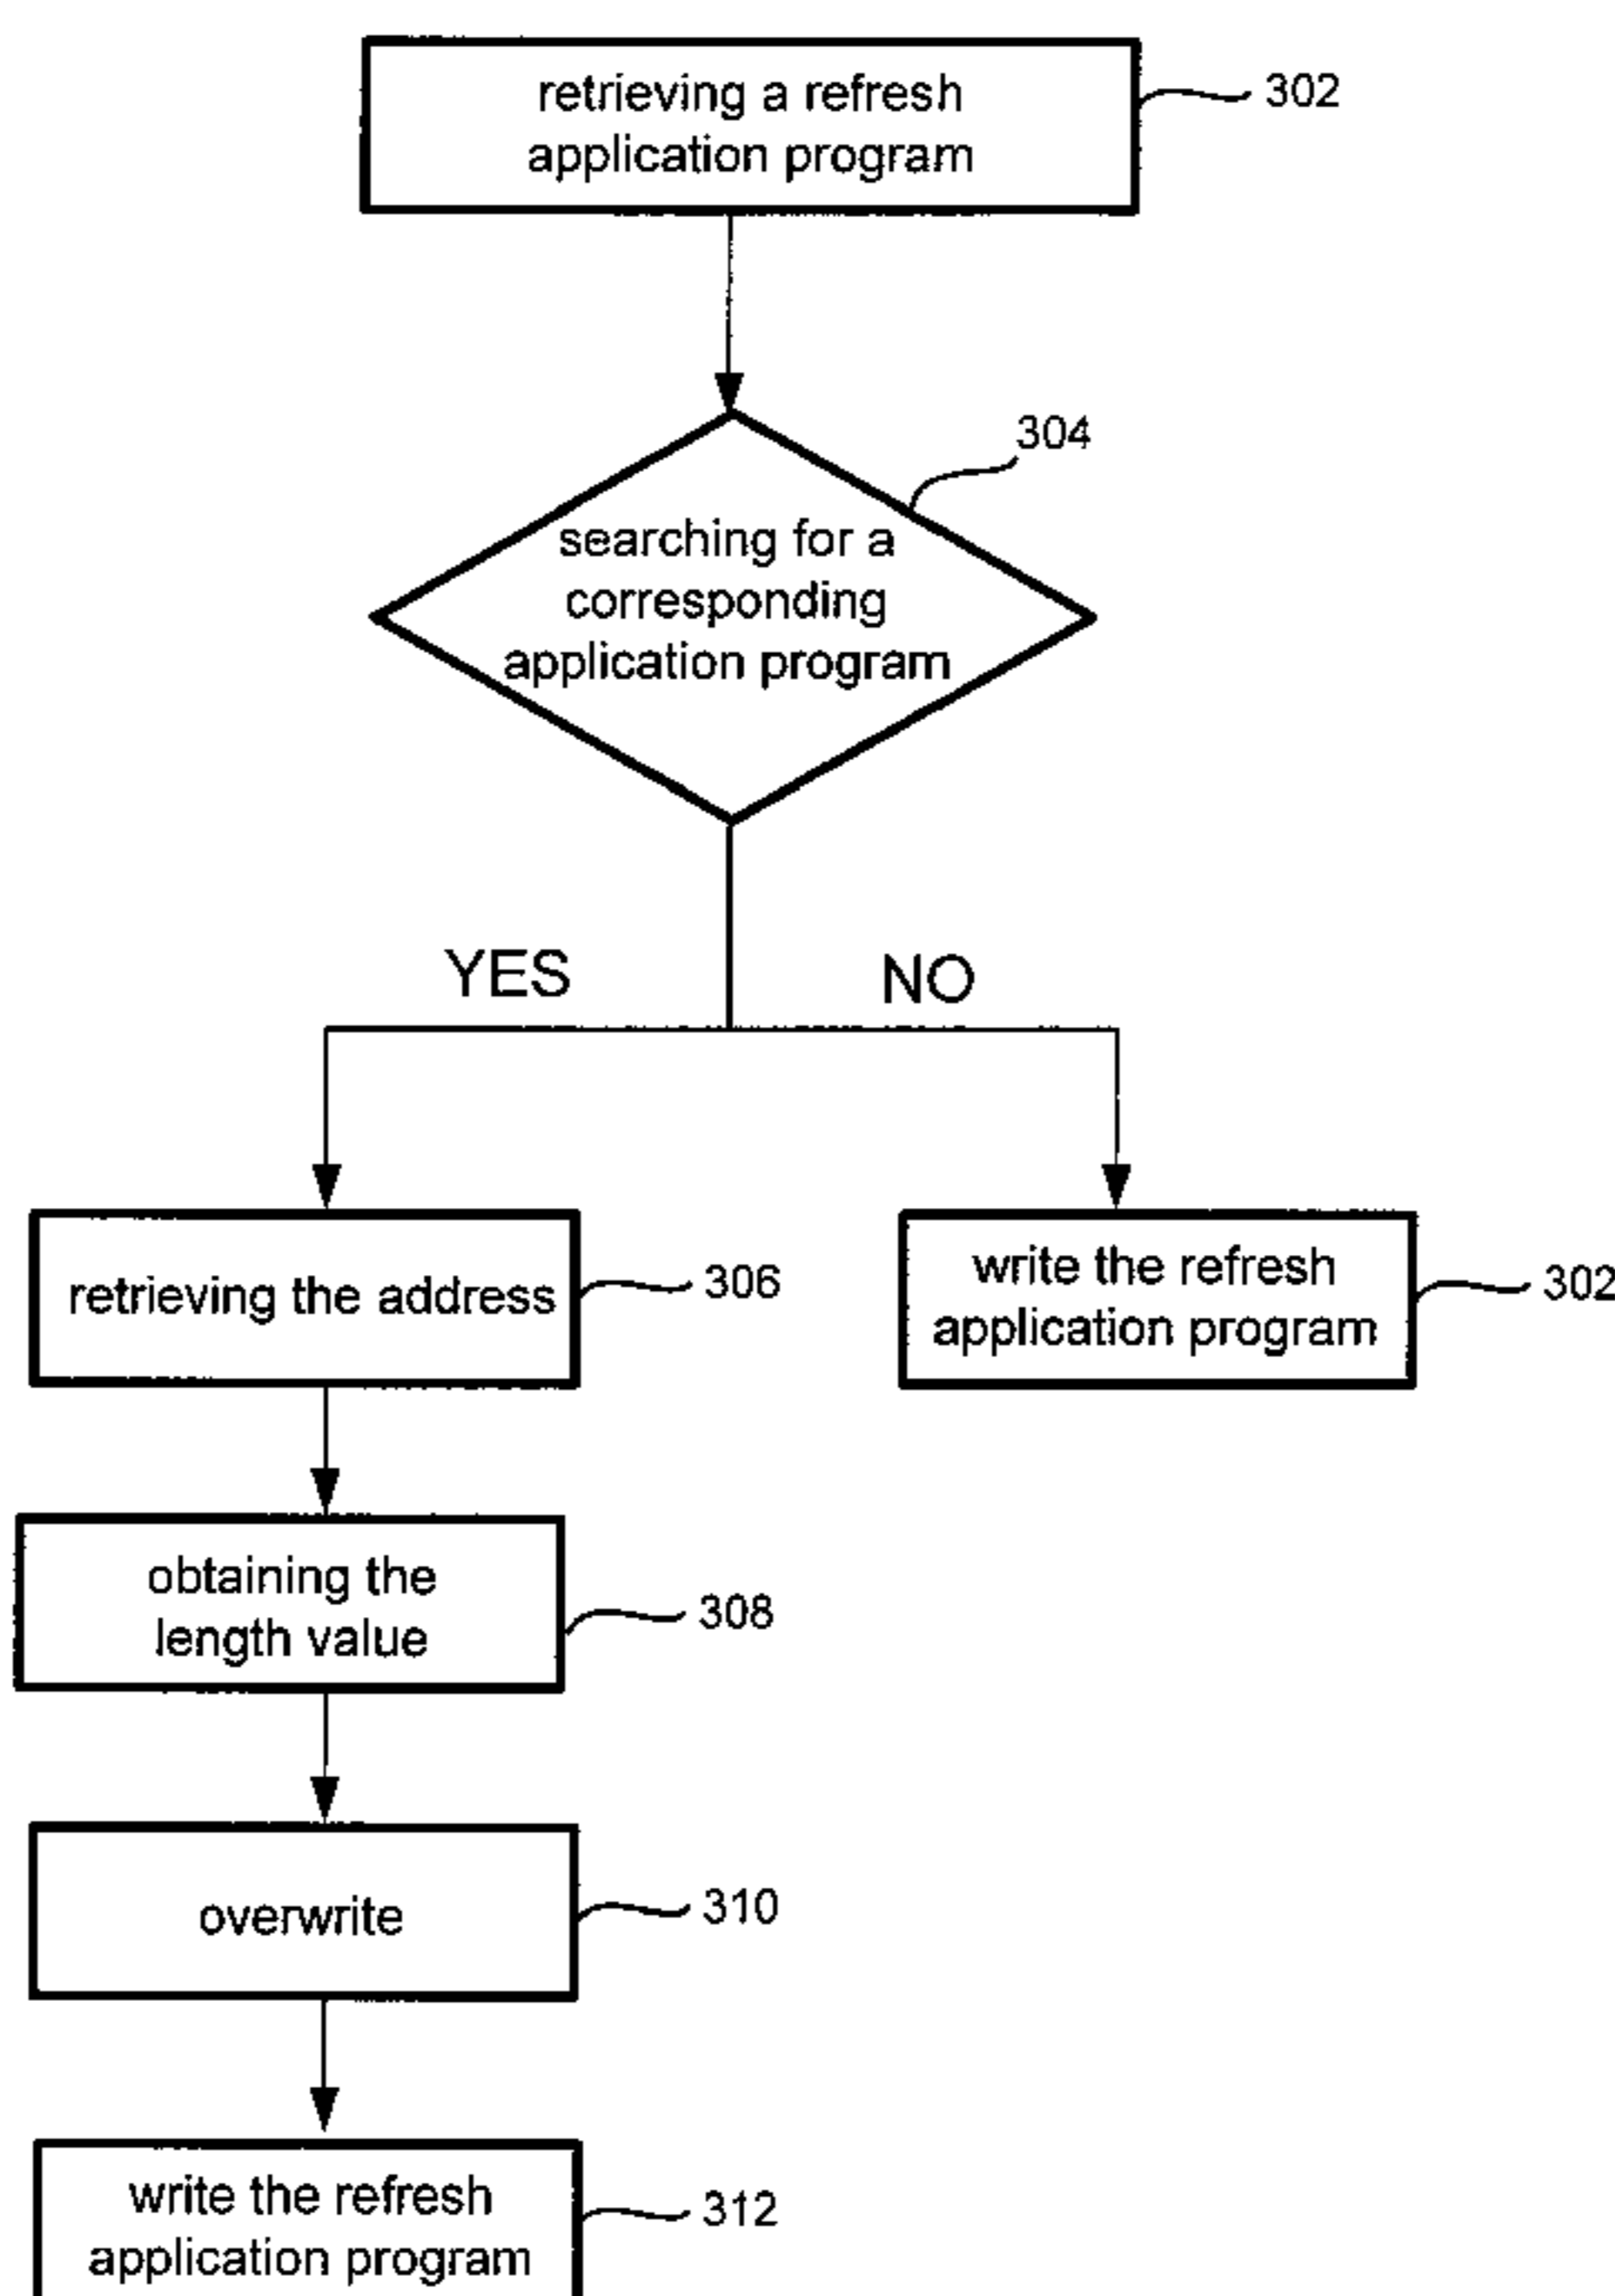 retrieving a refresh
application program
302
304
searching for a
corresponding
application program
YES
NO
retrieving the address
306
write the refresh
application program
302
obtaining the
length value
308
overwrite
310
write the refresh
application program
312